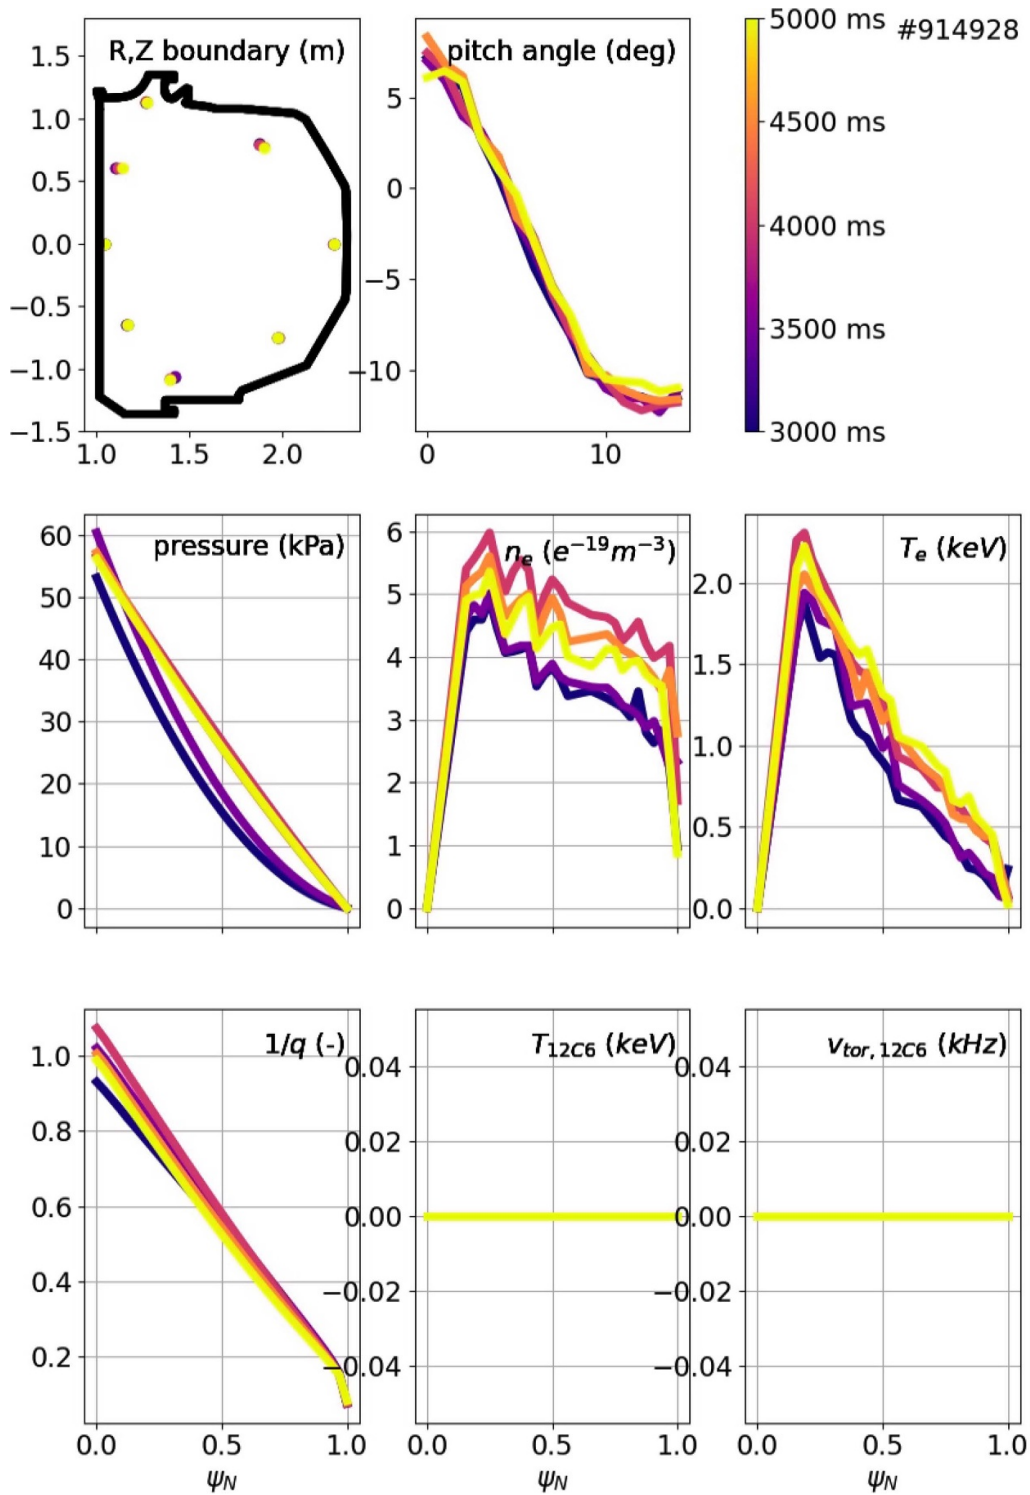 R,Z boundary (m)
1.5
1.0
0.5
0.0
−0.5
−1.0
−1.5
1.0 1.5 2.0
pitch angle (deg)
5
0
−5
−10
0 10
5000 ms
4500 ms
4000 ms
3500 ms
3000 ms
#914928
pressure (kPa)
60
50
40
30
20
10
0
n_e (e^{−19}m^{−3})
6
5
4
3
2
1
0
T_e (keV)
2.0
1.5
1.0
0.5
0.0
1/q (-)
1.0
0.8
0.6
0.4
0.2
0.0 0.5 1.0
ψ_N
T_{12C6} (keV)
0.04
0.02
0.00
−0.02
−0.04
0.0 0.5 1.0
ψ_N
v_{tor, 12C6} (kHz)
0.04
0.02
0.00
−0.02
−0.04
0.0 0.5 1.0
ψ_N